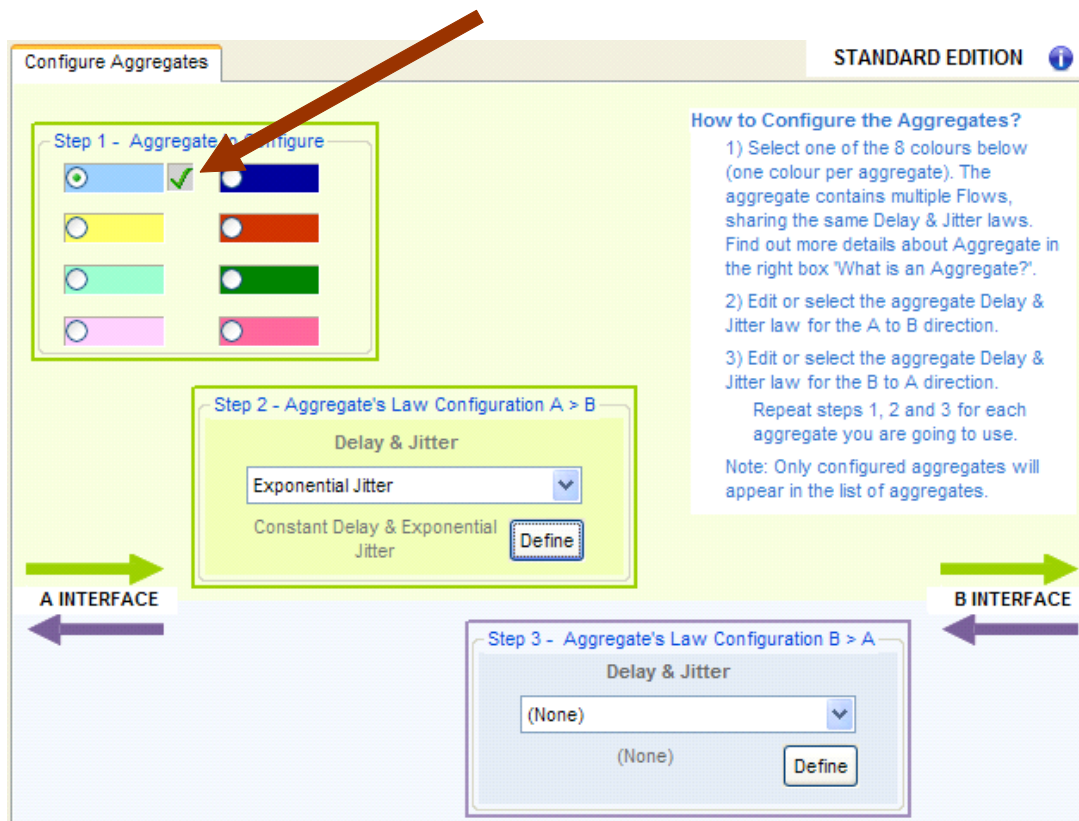 Configure Aggregates
STANDARD EDITION
Step 1 - Aggregate to Configure
How to Configure the Aggregates?
1) Select one of the 8 colours below
(one colour per aggregate). The
aggregate contains multiple Flows,
sharing the same Delay & Jitter laws.
Find out more details about Aggregate in
the right box 'What is an Aggregate?'.
2) Edit or select the aggregate Delay &
Jitter law for the A to B direction.
3) Edit or select the aggregate Delay &
Jitter law for the B to A direction.
Repeat steps 1, 2 and 3 for each
aggregate you are going to use.
Note: Only configured aggregates will
appear in the list of aggregates.
Step 2 - Aggregate's Law Configuration A > B
Delay & Jitter
Exponential Jitter
Constant Delay & Exponential
Jitter
Define
A INTERFACE
B INTERFACE
Step 3 - Aggregate's Law Configuration B > A
Delay & Jitter
(None)
(None)
Define